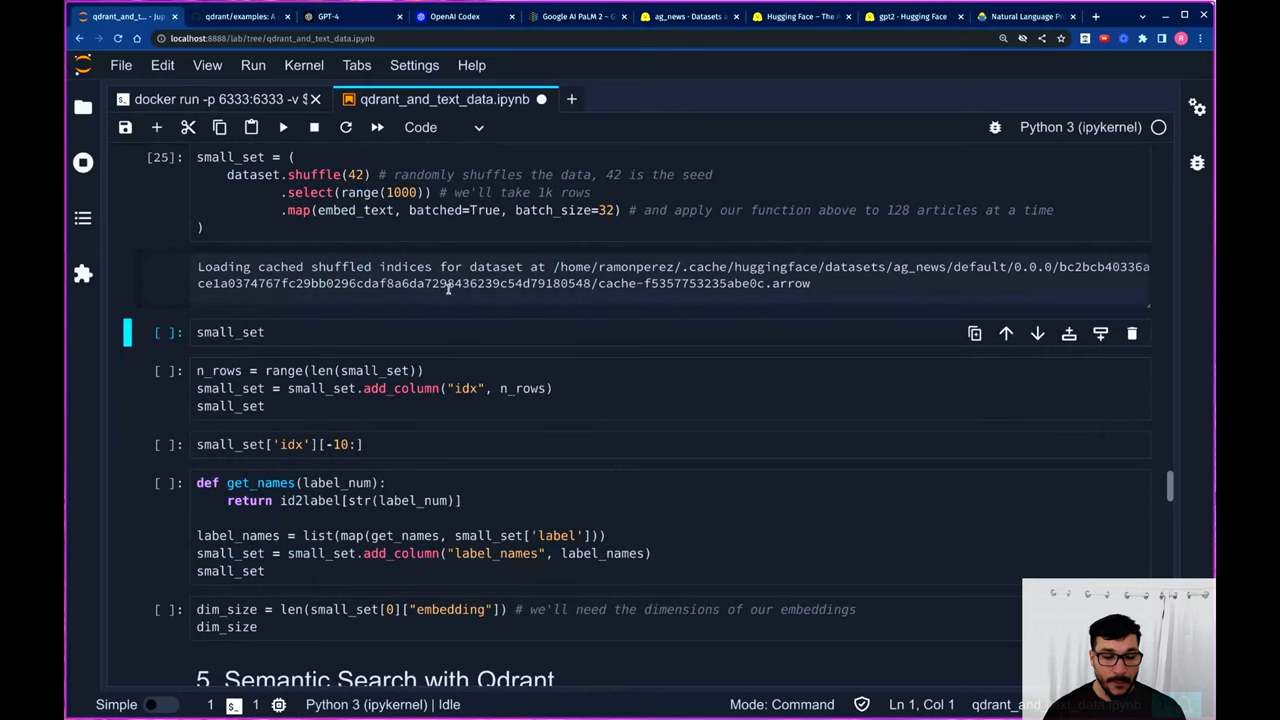 qdrant_and_t... - Jup
qdrant/examples: A
GPT-4
OpenAI Codex
Google AI PaLM 2 –
ag_news · Datasets a
Hugging Face – The A
gpt2 · Hugging Face
Natural Language Pr
localhost:8888/lab/tree/qdrant_and_text_data.ipynb
File Edit View Run Kernel Tabs Settings Help
docker run -p 6333:6333 -v $
qdrant_and_text_data.ipynb
Code
Python 3 (ipykernel)
[25]: small_set = (
dataset.shuffle(42) # randomly shuffles the data, 42 is the seed
.select(range(1000)) # we'll take 1k rows
.map(embed_text, batched=True, batch_size=32) # and apply our function above to 128 articles at a time
)
Loading cached shuffled indices for dataset at /home/ramonperez/.cache/huggingface/datasets/ag_news/default/0.0.0/bc2bcb40336a
ce1a0374767fc29bb0296cdaf8a6da7298436239c54d79180548/cache-f5357753235abe0c.arrow
[ ]: small_set
[ ]: n_rows = range(len(small_set))
small_set = small_set.add_column("idx", n_rows)
small_set
[ ]: small_set['idx'][-10:]
[ ]: def get_names(label_num):
return id2label[str(label_num)]
label_names = list(map(get_names, small_set['label']))
small_set = small_set.add_column("label_names", label_names)
small_set
[ ]: dim_size = len(small_set[0]["embedding"]) # we'll need the dimensions of our embeddings
dim_size
5. Semantic Search with Qdrant
Simple
1
$_
1
Python 3 (ipykernel) | Idle
Mode: Command
Ln 1, Col 1
qdrant_and_text_data.ipynb